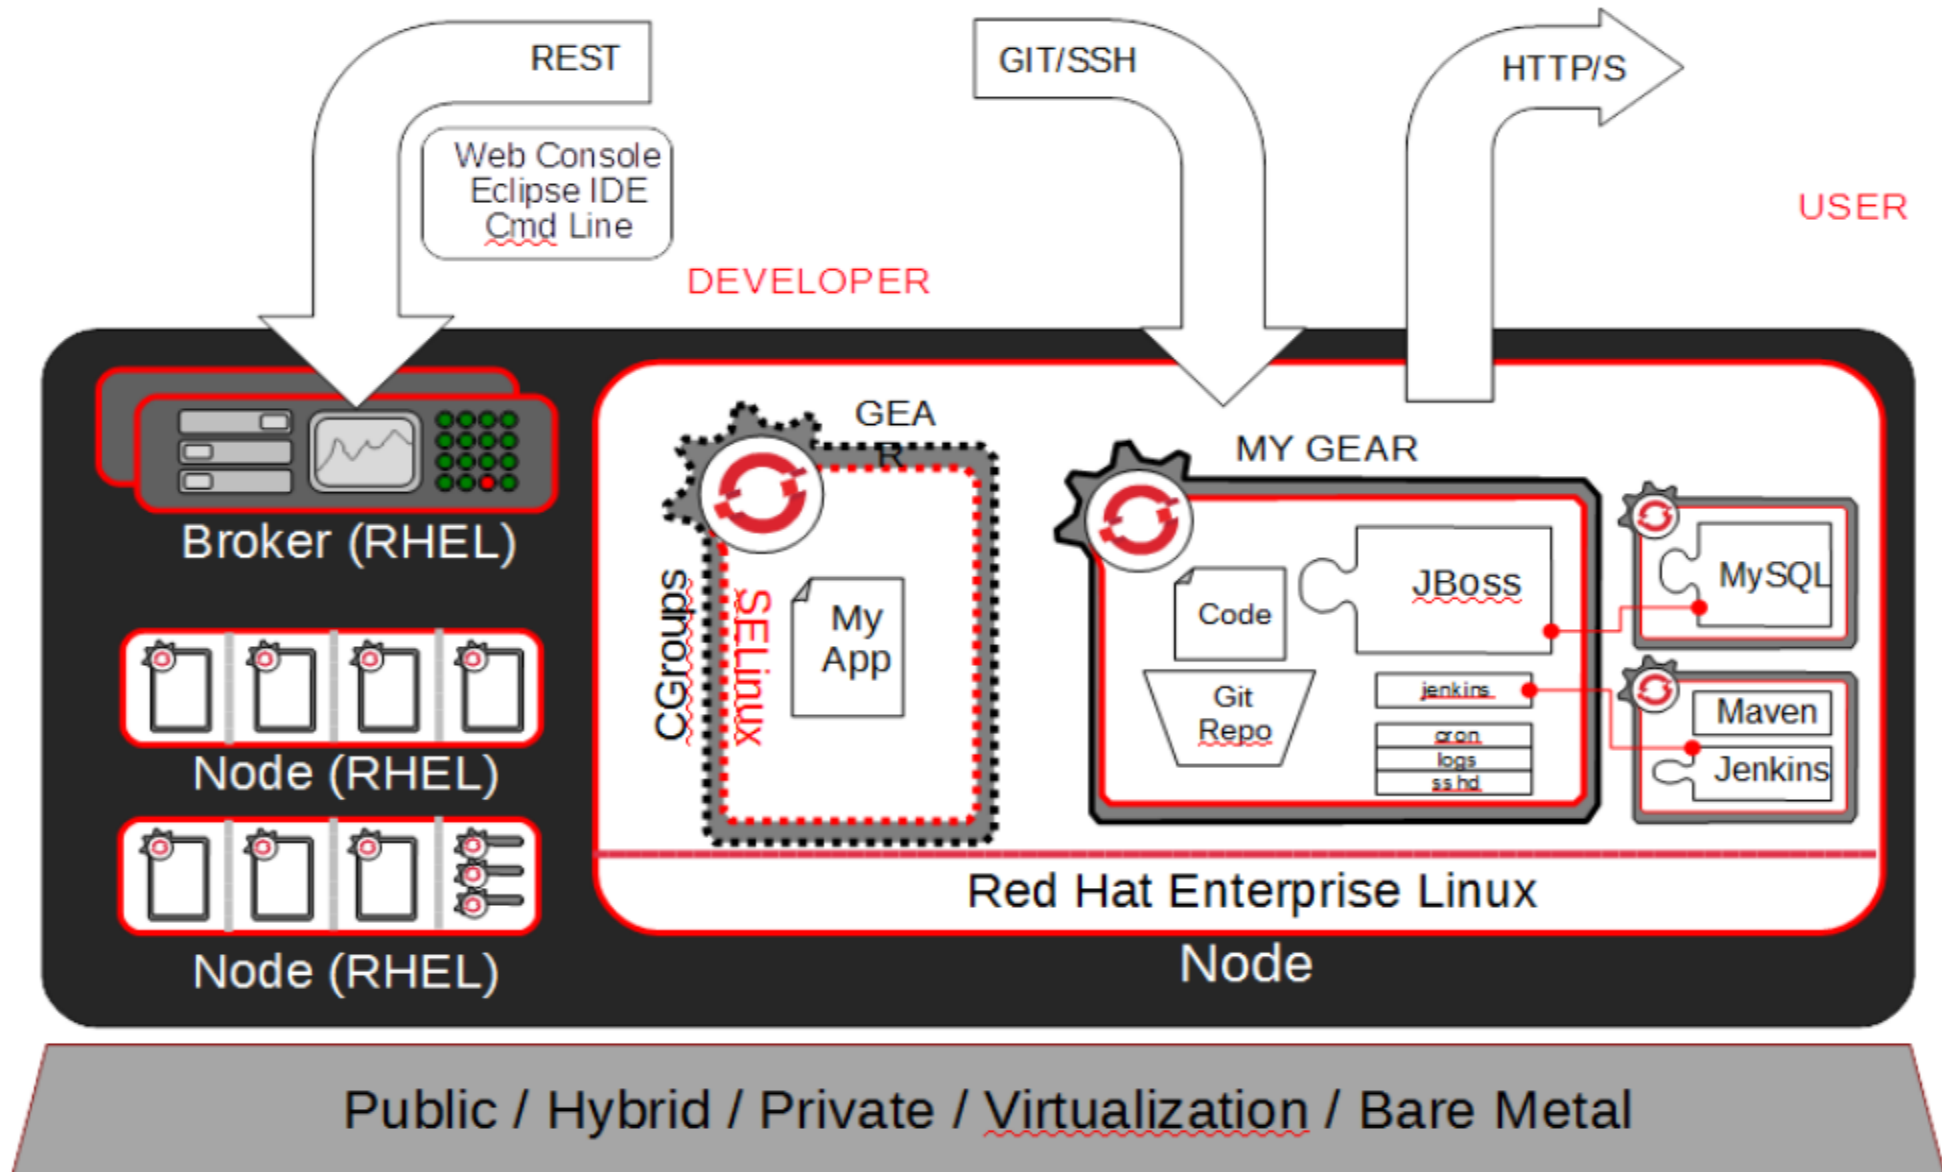 REST
GIT/SSH
HTTP/S
Web Console
Eclipse IDE
Cmd Line
USER
DEVELOPER
GEA
R
MY GEAR
Broker (RHEL)
CGroups
SELinux
My
App
Code
JBoss
MySQL
Git
Repo
jenkins
cron
logs
sshd
Maven
Jenkins
Node (RHEL)
Node (RHEL)
Red Hat Enterprise Linux
Node
Public / Hybrid / Private / Virtualization / Bare Metal